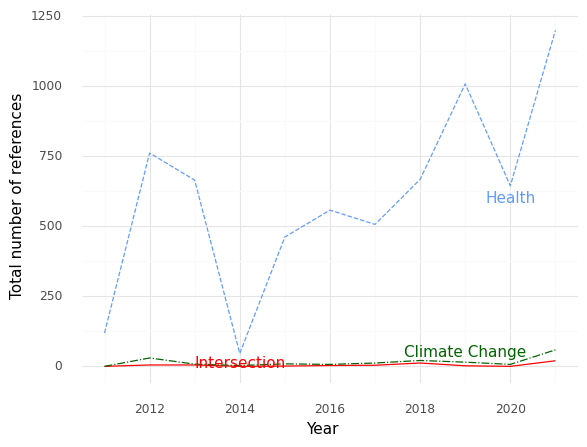 1250
1000
750
500
250
0
Total number of references
Health
Climate Change
Intersection
2012
2014
2016
2018
2020
Year